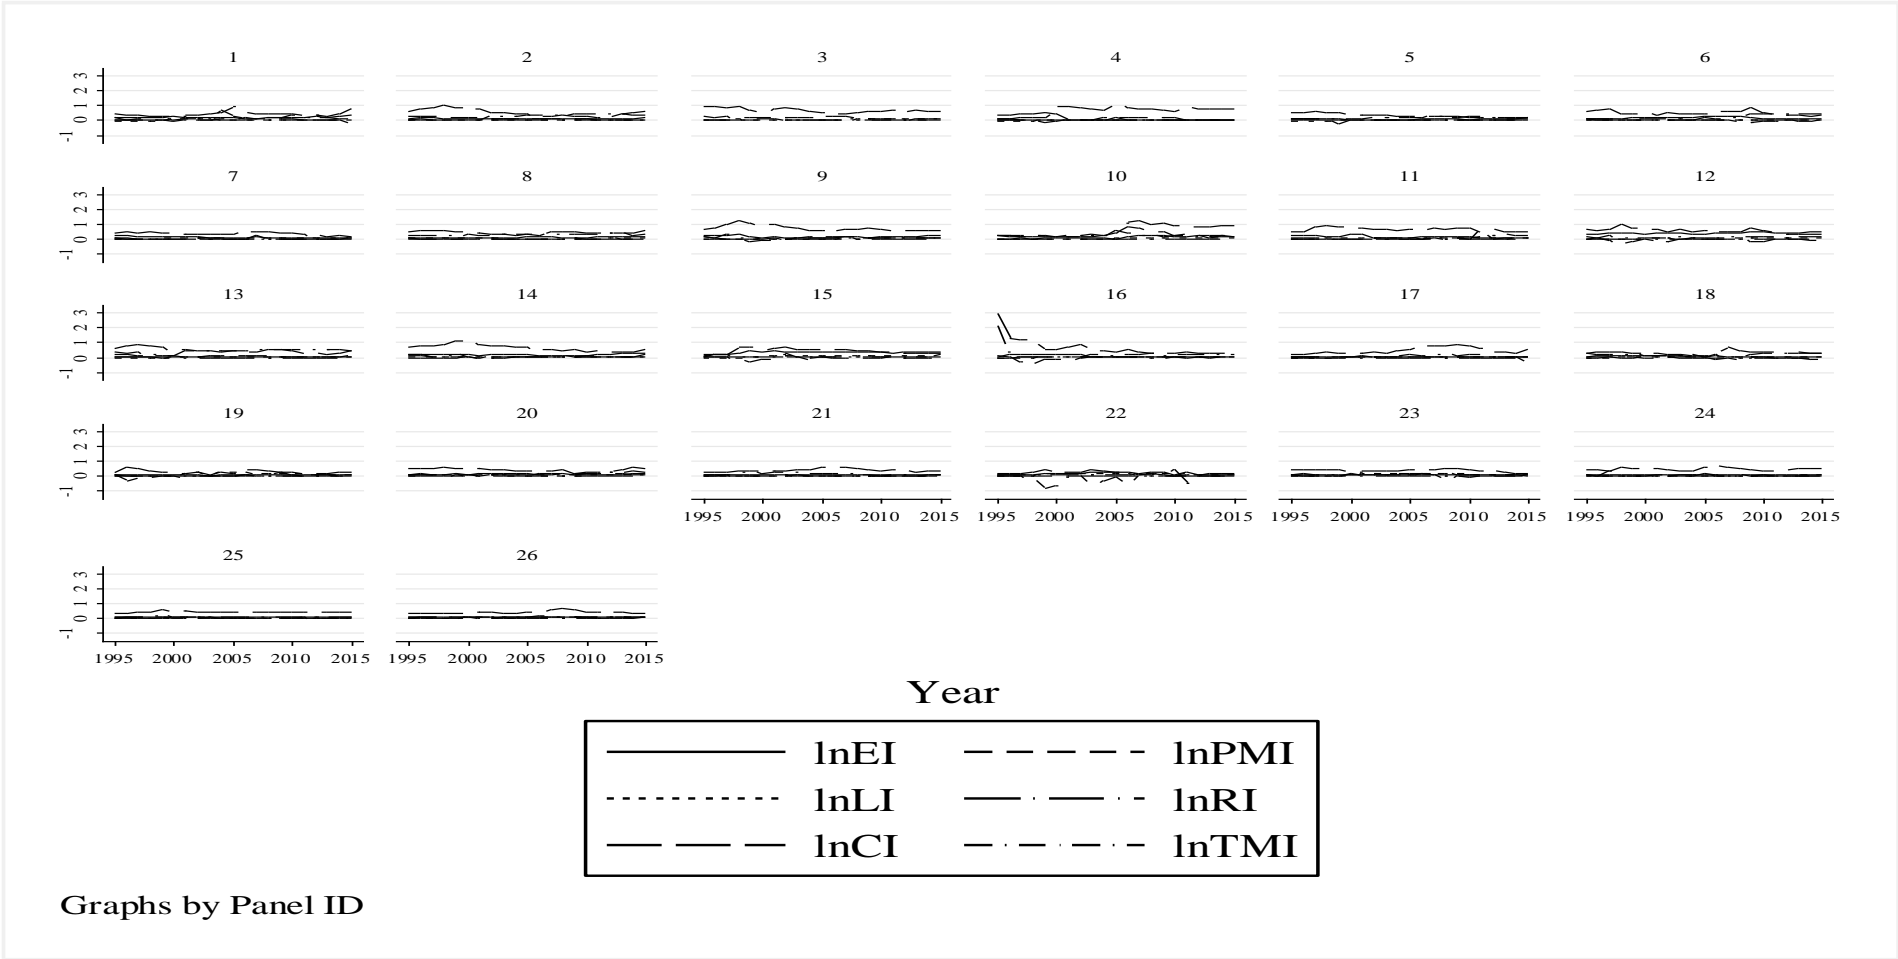 1 2 3 4 5 6
-1 0 1 2 3
7 8 9 10 11 12
-1 0 1 2 3
13 14 15 16 17 18
-1 0 1 2 3
19 20 21 22 23 24
-1 0 1 2 3
1995 2000 2005 2010 2015 1995 2000 2005 2010 2015 1995 2000 2005 2010 2015 1995 2000 2005 2010 2015
25 26
-1 0 1 2 3
1995 2000 2005 2010 2015 1995 2000 2005 2010 2015
Year
lnEI lnPMI
lnLI lnRI
lnCI lnTMI
Graphs by Panel ID